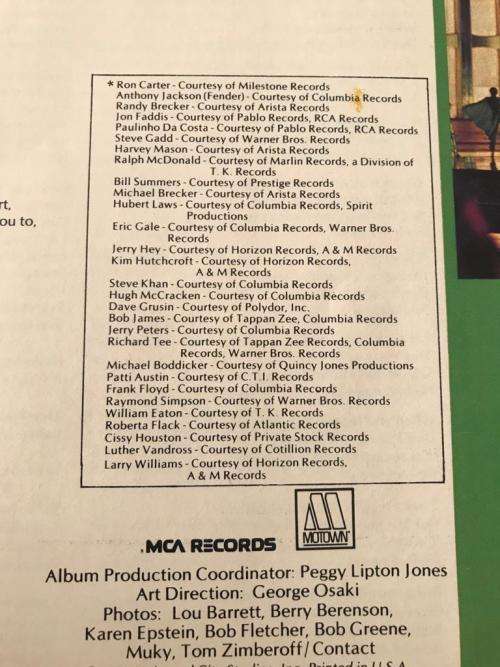 * Ron Carter - Courtesy of Milestone Records
Anthony Jackson (Fender) - Courtesy of Columbia Records
Randy Brecker - Courtesy of Arista Records
Jon Faddis - Courtesy of Pablo Records, RCA Records
Paulinho Da Costa - Courtesy of Pablo Records, RCA Records
Steve Gadd - Courtesy of Warner Bros. Records
Harvey Mason - Courtesy of Arista Records
Ralph McDonald - Courtesy of Marlin Records, a Division of
T. K. Records
Bill Summers - Courtesy of Prestige Records
Michael Brecker - Courtesy of Arista Records
Hubert Laws - Courtesy of Columbia Records, Spirit
Productions
Eric Gale - Courtesy of Columbia Records, Warner Bros.
Records
Jerry Hey - Courtesy of Horizon Records, A & M Records
Kim Hutchcroft - Courtesy of Horizon Records,
A & M Records
Steve Khan - Courtesy of Columbia Records
Hugh McCracken - Courtesy of Columbia Records
Dave Grusin - Courtesy of Polydor, Inc.
Bob James - Courtesy of Tappan Zee, Columbia Records
Jerry Peters - Courtesy of Columbia Records
Richard Tee - Courtesy of Tappan Zee Records, Columbia
Records, Warner Bros. Records
Michael Boddicker - Courtesy of Quincy Jones Productions
Patti Austin - Courtesy of C.T.I. Records
Frank Floyd - Courtesy of Columbia Records
Raymond Simpson - Courtesy of Warner Bros. Records
William Eaton - Courtesy of T. K. Records
Roberta Flack - Courtesy of Atlantic Records
Cissy Houston - Courtesy of Private Stock Records
Luther Vandross - Courtesy of Cotillion Records
Larry Williams - Courtesy of Horizon Records,
A & M Records
rt,
ou to,
MCA RECORDS
M
MOTOWN
Album Production Coordinator: Peggy Lipton Jones
Art Direction: George Osaki
Photos: Lou Barrett, Berry Berenson,
Karen Epstein, Bob Fletcher, Bob Greene,
Muky, Tom Zimberoff/Contact
City Studios, Inc. Printed in U.S.A.